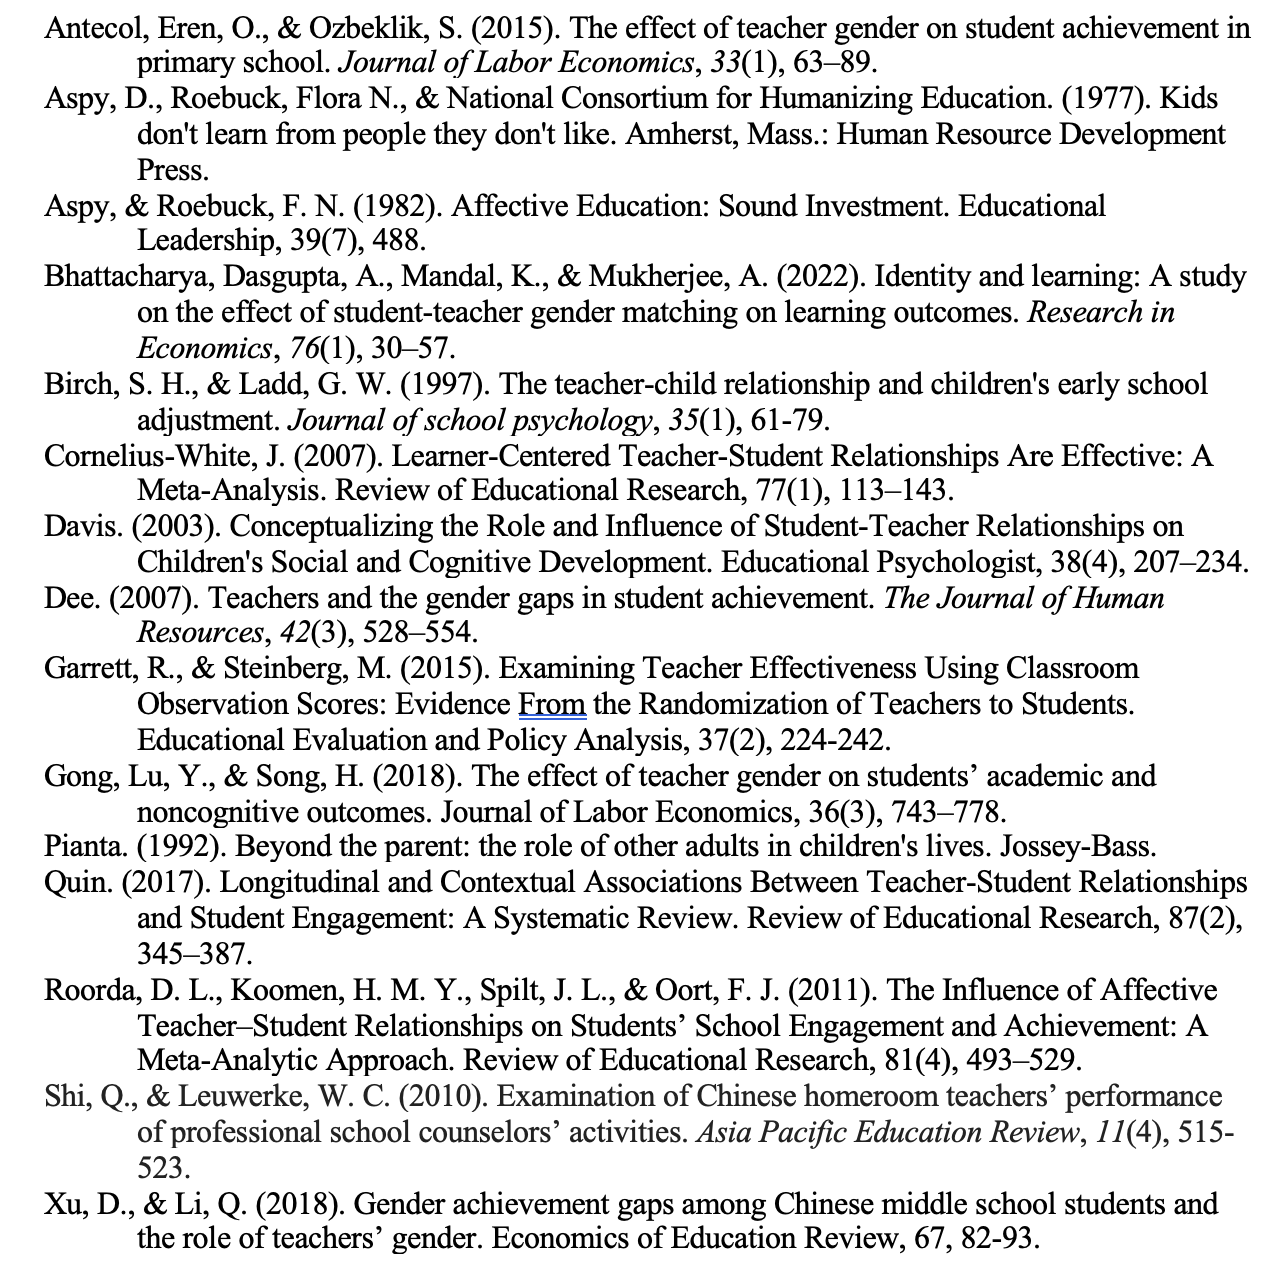 Antecol, Eren, O., & Ozbeklik, S. (2015). The effect of teacher gender on student achievement in
primary school. Journal of Labor Economics, 33(1), 63–89.
Aspy, D., Roebuck, Flora N., & National Consortium for Humanizing Education. (1977). Kids
don't learn from people they don't like. Amherst, Mass.: Human Resource Development
Press.
Aspy, & Roebuck, F. N. (1982). Affective Education: Sound Investment. Educational
Leadership, 39(7), 488.
Bhattacharya, Dasgupta, A., Mandal, K., & Mukherjee, A. (2022). Identity and learning: A study
on the effect of student-teacher gender matching on learning outcomes. Research in
Economics, 76(1), 30–57.
Birch, S. H., & Ladd, G. W. (1997). The teacher-child relationship and children's early school
adjustment. Journal of school psychology, 35(1), 61-79.
Cornelius-White, J. (2007). Learner-Centered Teacher-Student Relationships Are Effective: A
Meta-Analysis. Review of Educational Research, 77(1), 113–143.
Davis. (2003). Conceptualizing the Role and Influence of Student-Teacher Relationships on
Children's Social and Cognitive Development. Educational Psychologist, 38(4), 207–234.
Dee. (2007). Teachers and the gender gaps in student achievement. The Journal of Human
Resources, 42(3), 528–554.
Garrett, R., & Steinberg, M. (2015). Examining Teacher Effectiveness Using Classroom
Observation Scores: Evidence From the Randomization of Teachers to Students.
Educational Evaluation and Policy Analysis, 37(2), 224-242.
Gong, Lu, Y., & Song, H. (2018). The effect of teacher gender on students’ academic and
noncognitive outcomes. Journal of Labor Economics, 36(3), 743–778.
Pianta. (1992). Beyond the parent: the role of other adults in children's lives. Jossey-Bass.
Quin. (2017). Longitudinal and Contextual Associations Between Teacher-Student Relationships
and Student Engagement: A Systematic Review. Review of Educational Research, 87(2),
345–387.
Roorda, D. L., Koomen, H. M. Y., Spilt, J. L., & Oort, F. J. (2011). The Influence of Affective
Teacher–Student Relationships on Students’ School Engagement and Achievement: A
Meta-Analytic Approach. Review of Educational Research, 81(4), 493–529.
Shi, Q., & Leuwerke, W. C. (2010). Examination of Chinese homeroom teachers’ performance
of professional school counselors’ activities. Asia Pacific Education Review, 11(4), 515-
523.
Xu, D., & Li, Q. (2018). Gender achievement gaps among Chinese middle school students and
the role of teachers’ gender. Economics of Education Review, 67, 82-93.